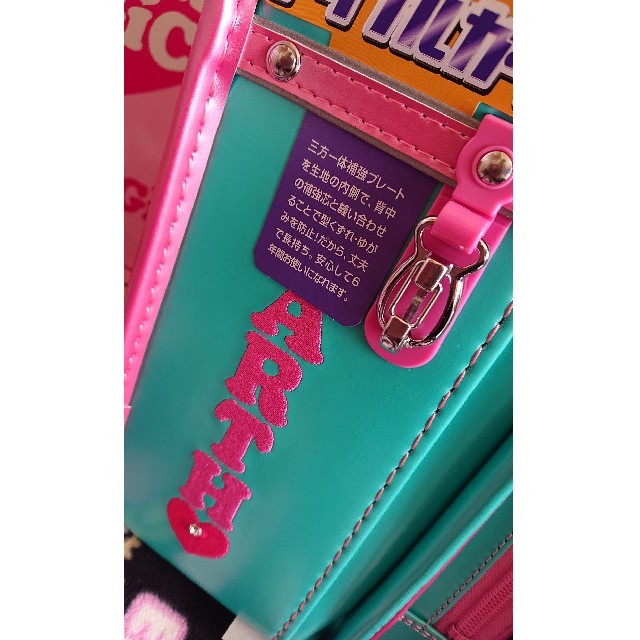 三方一体補強プレート
を生地の内側で、背中
の補強芯と縫い合わせ
ることで型くずれ・ゆが
みを防止！だから、丈夫
で長持ち。安心して6
年間お使いになれます。
ARTH